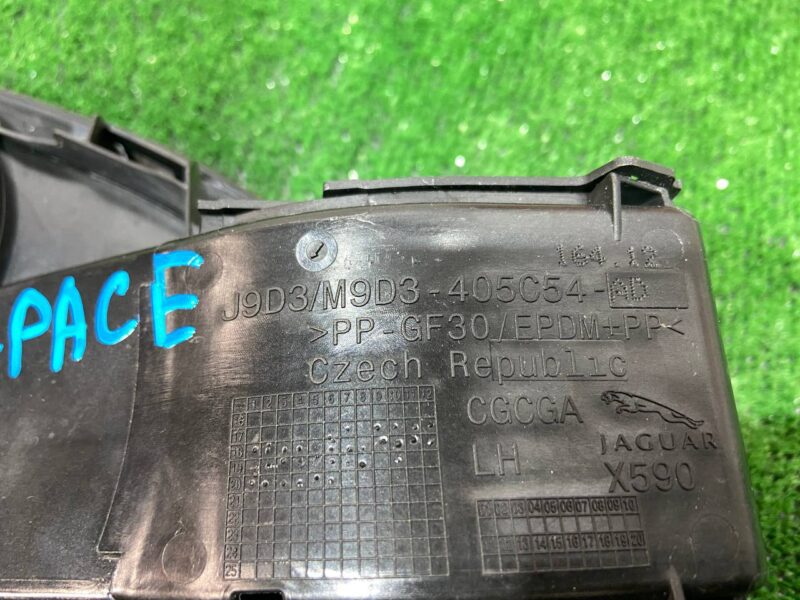 164.12
J9D3/M9D3-405C54-AD
>PP-GF30/EPDM+PP<
Czech Republic
-PACE
CGCGA
JAGUAR
LH
X590